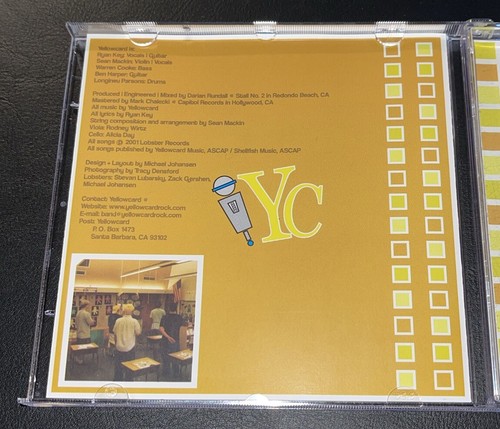 Yellowcard is:
Ryan Key: Vocals | Guitar
Sean Mackin: Violin | Vocals
Warren Cooke: Bass
Ben Harper: Guitar
Longineu Parsons: Drums
Produced | Engineered | Mixed by Darian Rundall * Stall No. 2 in Redondo Beach, CA
Mastered by Mark Chalecki * Capitol Records in Hollywood, CA
All music by Yellowcard
All lyrics by Ryan Key
String composition and arrangements by Sean Mackin
Viola: Rodney Wirtz
Cello: Alicia Day
All songs ℗ 2001 Lobster Records
All songs published by Yellowcard Music, ASCAP / Shellfish Music, ASCAP
Design + Layout by Michael Johansen
Photography by Tracy Densford
Lobsters: Steven Lubarsky, Zack Gershen,
Michael Johansen
Contact: Yellowcard *
Website: www.yellowcardrock.com
E-mail: band@yellowcardrock.com
Post: Yellowcard
P.O. Box 1473
Santa Barbara, CA 93102
YC